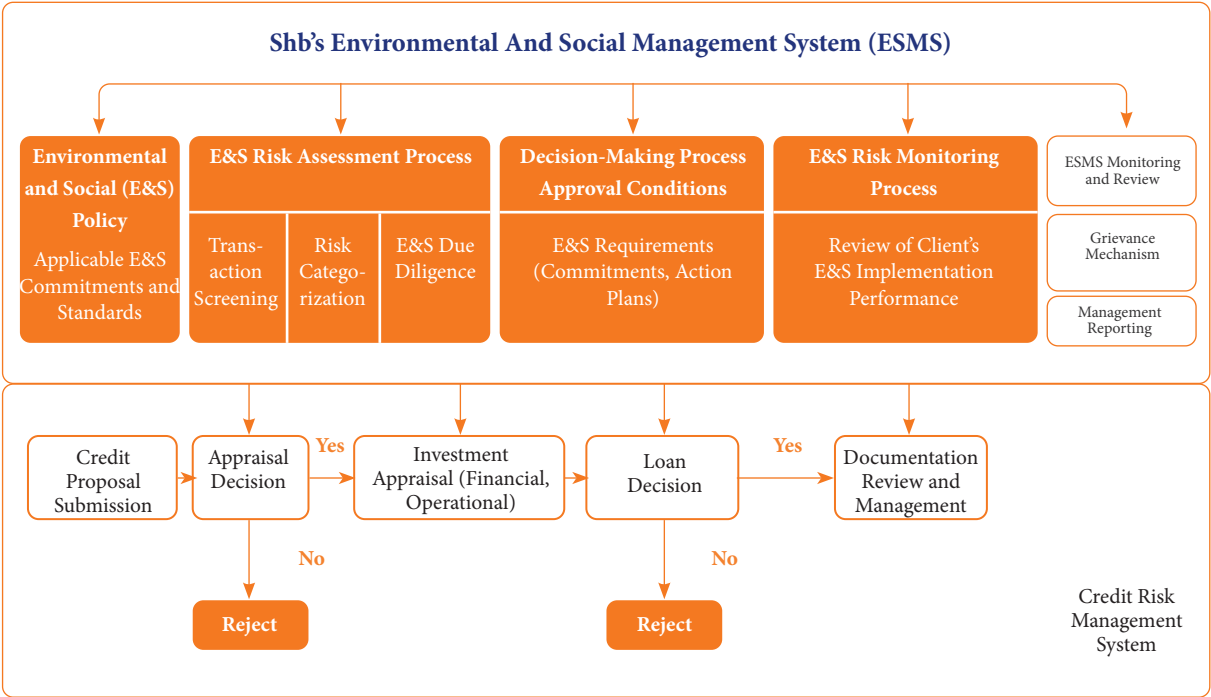 Shb's Environmental And Social Management System (ESMS)
Environmental
and Social (E&S)
Policy
Applicable E&S
Commitments and
Standards
E&S Risk Assessment Process
Trans-
action
Screening
Risk
Catego-
rization
E&S Due
Diligence
Decision-Making Process
Approval Conditions
E&S Requirements
(Commitments, Action
Plans)
E&S Risk Monitoring
Process
Review of Client's
E&S Implementation
Performance
ESMS Monitoring
and Review
Grievance
Mechanism
Management
Reporting
Credit
Proposal
Submission
Appraisal
Decision
Yes
Investment
Appraisal (Financial,
Operational)
Loan
Decision
Yes
Documentation
Review and
Management
No
No
Reject
Reject
Credit Risk
Management
System